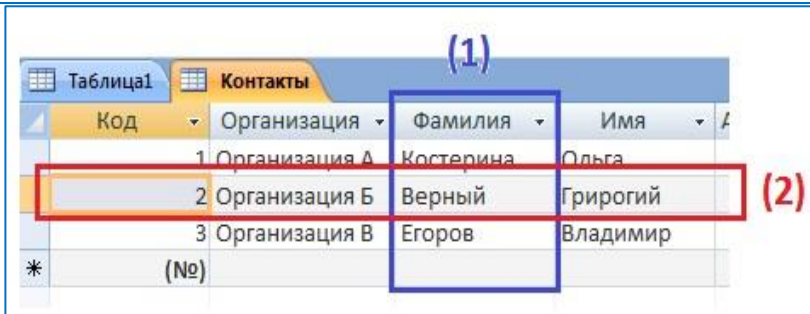 (1)
Таблица1 Контакты
Код Организация Фамилия Имя А
1 Организация А Костерина Ольга
2 Организация Б Верный Грирогий (2)
3 Организация В Егоров Владимир
* (№)